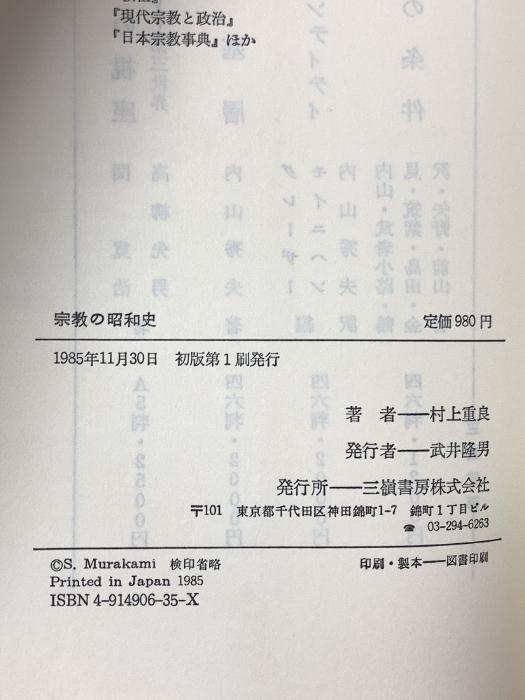 『現代宗教と政治』
『日本宗教事典』ほか
宗教の昭和史
定価980円
1985年11月30日　初版第1刷発行
著　者──村上重良
発行者──武井隆男
発行所──三嶺書房株式会社
〒101　東京都千代田区神田錦町1-7　錦町1丁目ビル
☎ 03-294-6263
©S. Murakami　検印省略
印刷・製本──図書印刷
Printed in Japan 1985
ISBN 4-914906-35-X